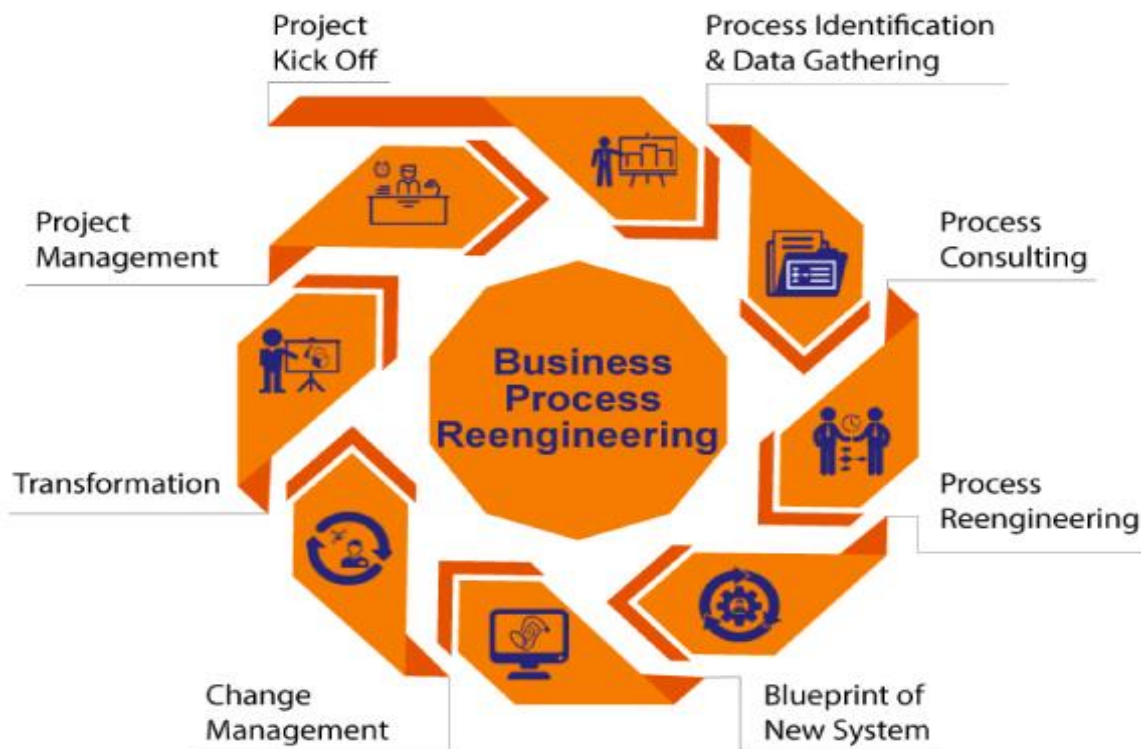 Project
Kick Off
Process Identification
& Data Gathering
Process
Consulting
Process
Reengineering
Blueprint of
New System
Change
Management
Transformation
Project
Management
Business
Process
Reengineering